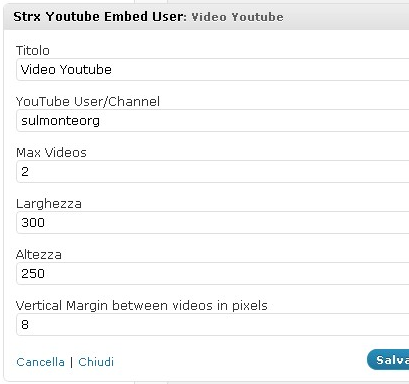 Strx Youtube Embed User: Video Youtube
Titolo
Video Youtube
YouTube User/Channel
sulmonteorg
Max Videos
2
Larghezza
300
Altezza
250
Vertical Margin between videos in pixels
8
Cancella | Chiudi Salva